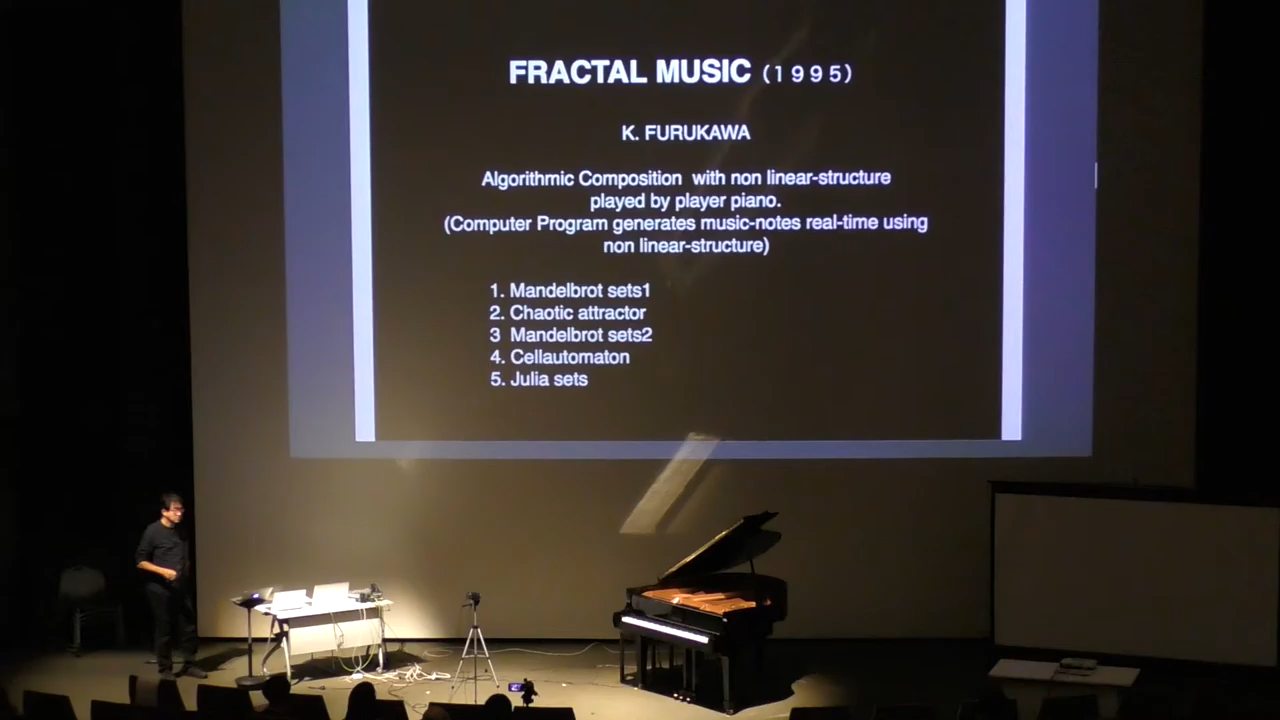 FRACTAL MUSIC (1995)
K. FURUKAWA
Algorithmic Composition with non linear-structure
played by player piano.
(Computer Program generates music-notes real-time using
non linear-structure)
1. Mandelbrot sets1
2. Chaotic attractor
3 Mandelbrot sets2
4. Cellautomaton
5. Julia sets